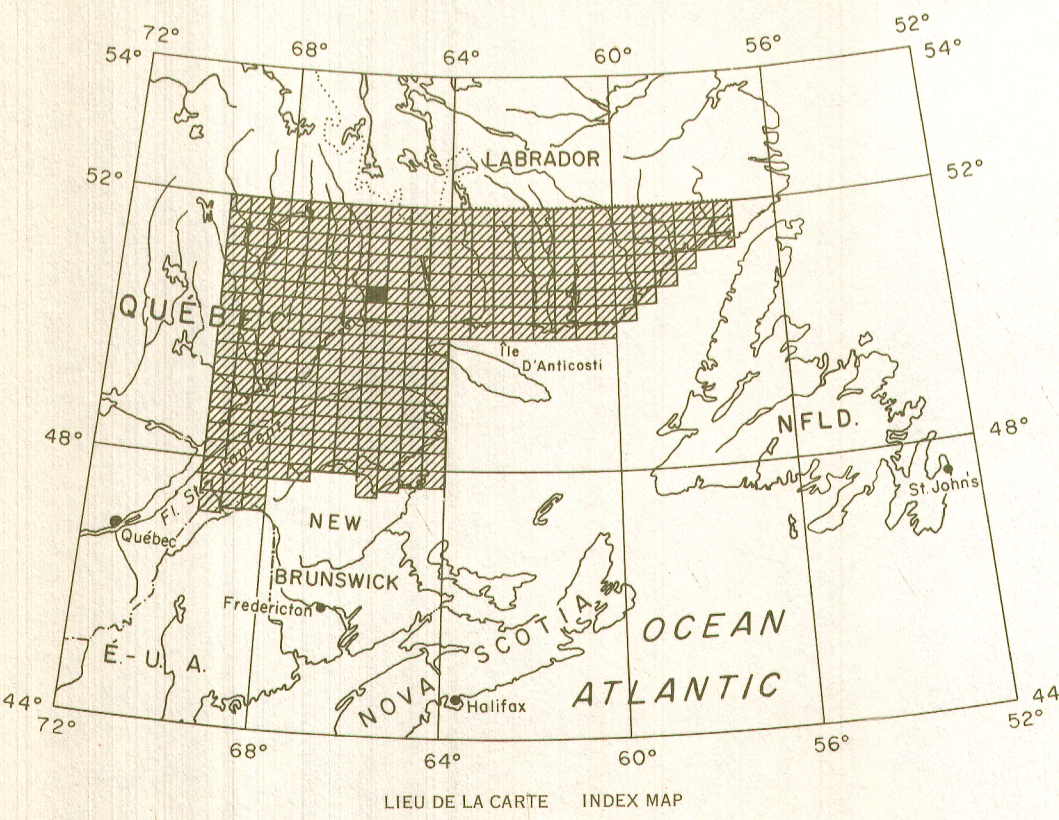 72°
52°
54°
68°
64°
60°
56°
54°
LABRADOR
52°
52°
QUÉBEC
Île
D'Anticosti
NFLD.
48°
48°
St. John's
Fl. St-Laurent
Québec
NEW
BRUNSWICK
Fredericton
NOVA SCOTIA
OCEAN
ATLANTIC
É.-U. A.
Halifax
44°
72°
68°
64°
60°
56°
52°
44
LIEU DE LA CARTE INDEX MAP